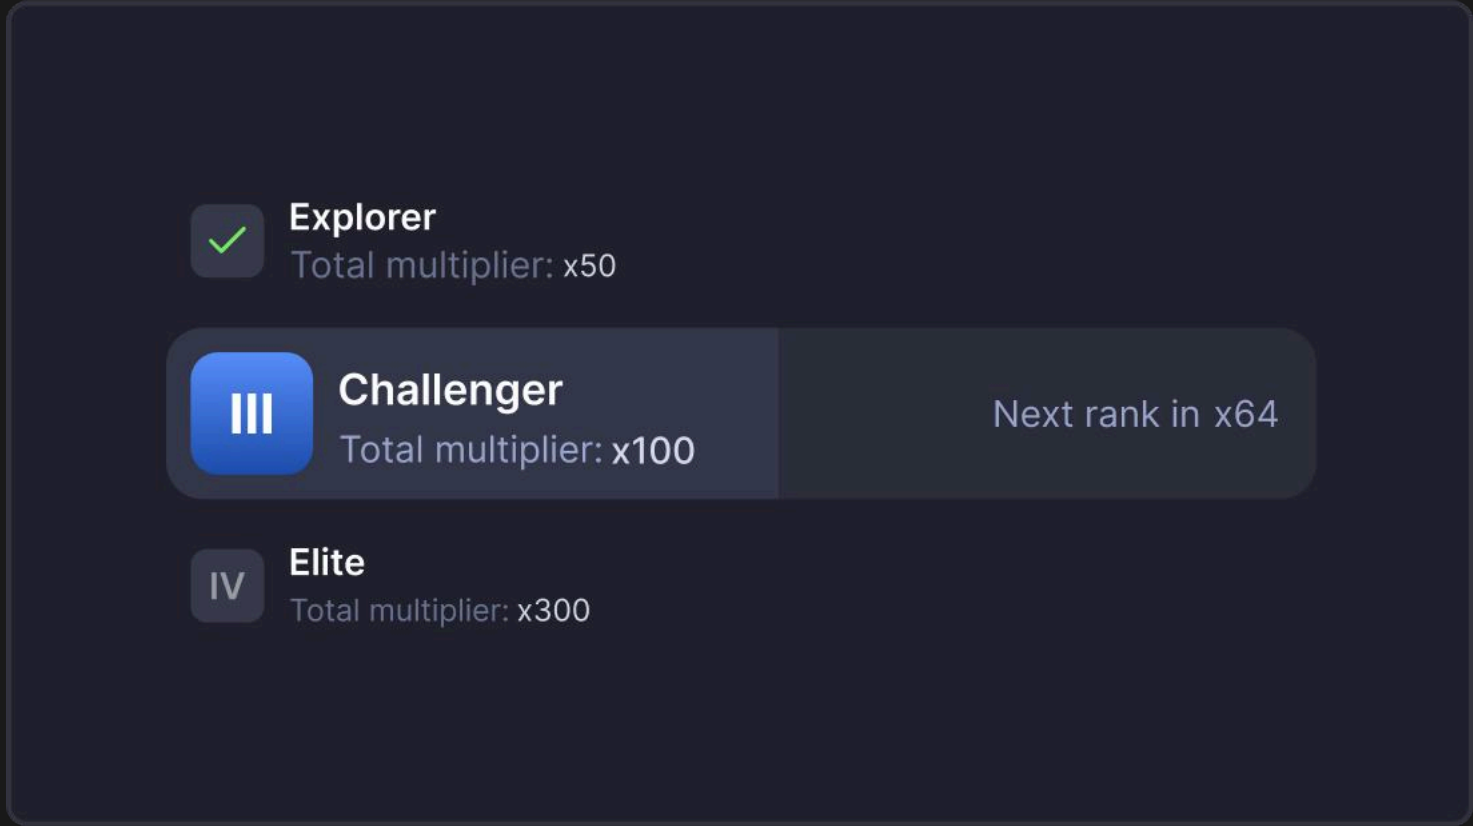 Explorer
Total multiplier: x50
III
Challenger
Total multiplier: x100
Next rank in x64
IV
Elite
Total multiplier: x300